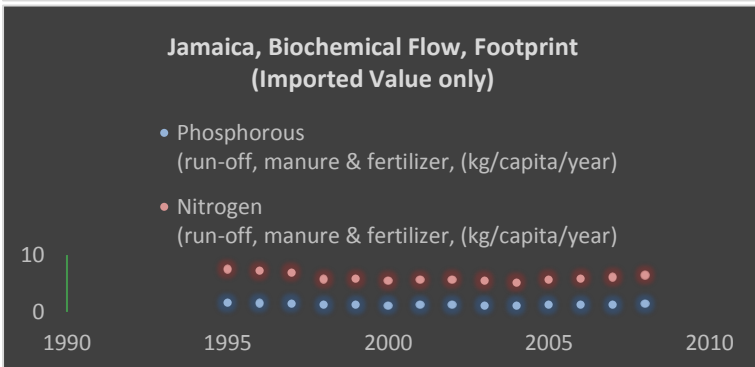 Jamaica, Biochemical Flow, Footprint
(Imported Value only)
Phosphorous
(run-off, manure & fertilizer, (kg/capita/year)
Nitrogen
(run-off, manure & fertilizer, (kg/capita/year)
10
0
1990 1995 2000 2005 2010